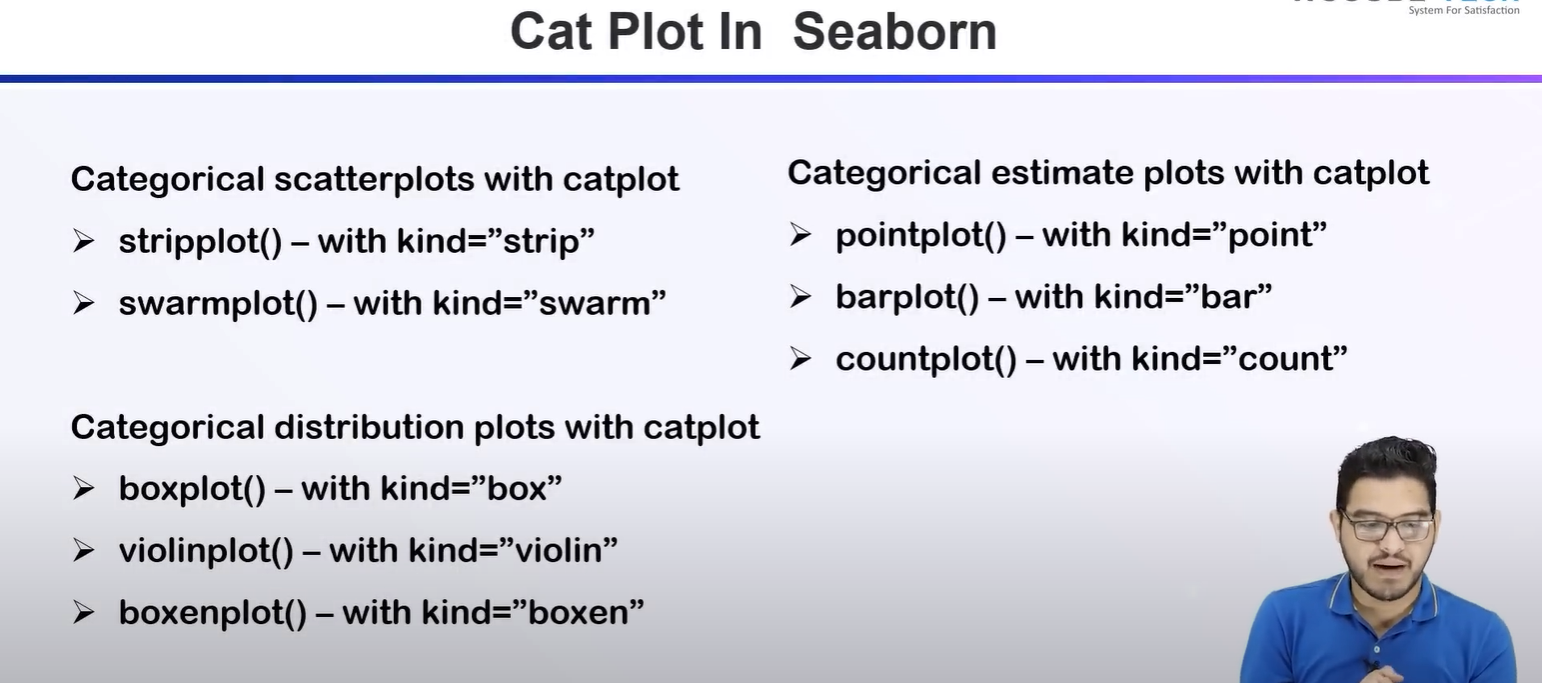 Cat Plot In Seaborn
TECH
System For Satisfaction
Categorical scatterplots with catplot
➢ stripplot() – with kind=”strip”
➢ swarmplot() – with kind=”swarm”
Categorical estimate plots with catplot
➢ pointplot() – with kind=”point”
➢ barplot() – with kind=”bar”
➢ countplot() – with kind=”count”
Categorical distribution plots with catplot
➢ boxplot() – with kind=”box”
➢ violinplot() – with kind=”violin”
➢ boxenplot() – with kind=”boxen”